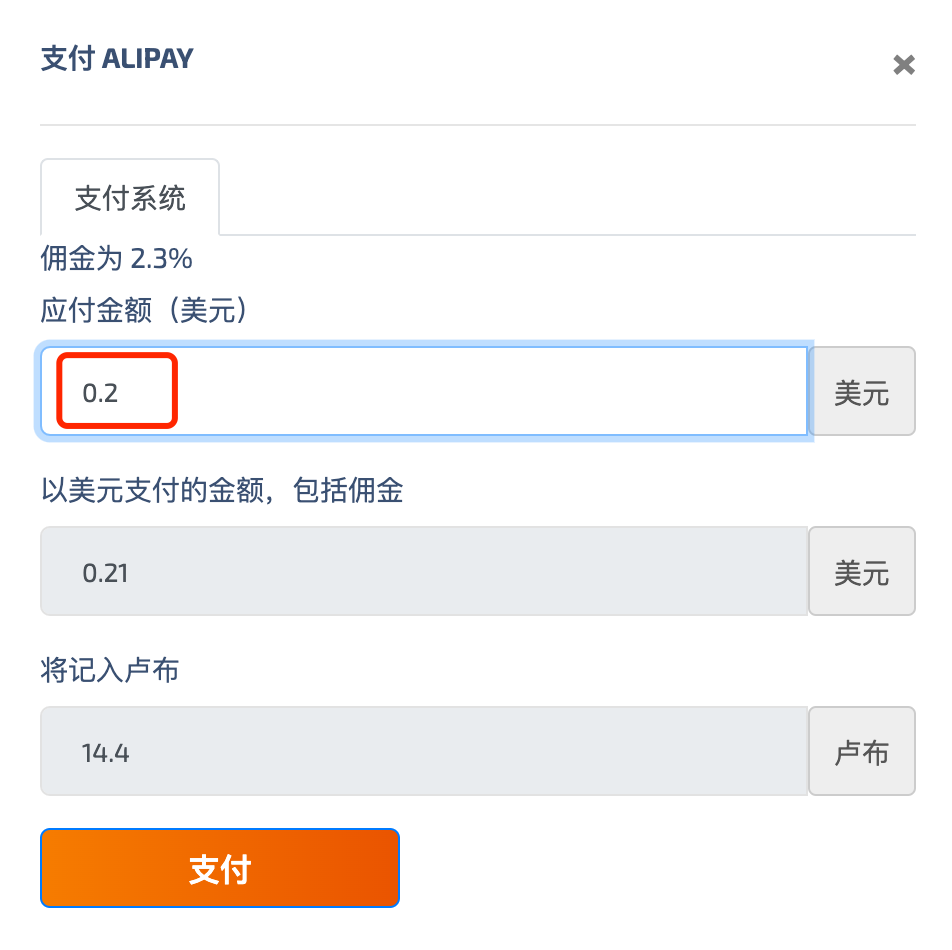 支付 ALIPAY
支付系统
佣金为 2.3%
应付金额（美元）
0.2
美元
以美元支付的金额，包括佣金
0.21
美元
将记入卢布
14.4
卢布
支付